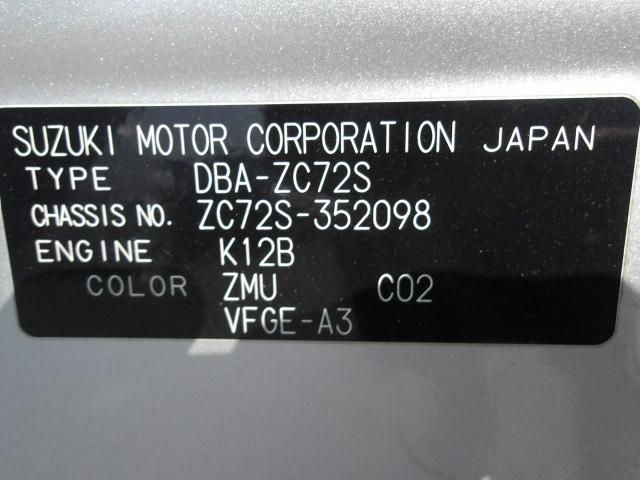 SUZUKI MOTOR CORPORATION JAPAN
TYPE DBA-ZC72S
CHASSIS NO. ZC72S-352098
ENGINE K12B
COLOR ZMU C02
VFGE-A3